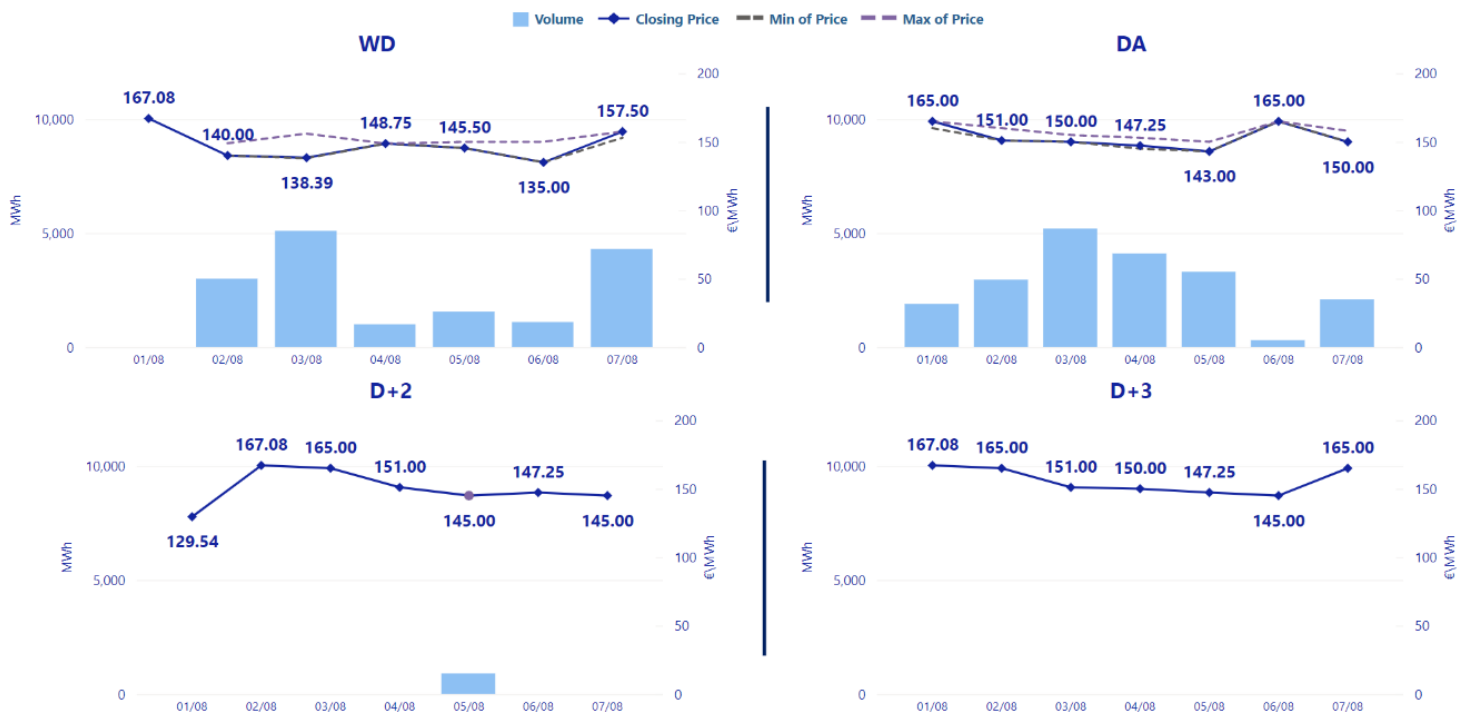 Volume Closing Price Min of Price Max of Price
WD
167.08 140.00 138.39 148.75 145.50 135.00 157.50
10,000
5,000
0
MWh
200
150
100
50
0
€\MWh
01/08 02/08 03/08 04/08 05/08 06/08 07/08
DA
165.00 151.00 150.00 147.25 143.00 165.00 150.00
10,000
5,000
0
MWh
200
150
100
50
0
€\MWh
01/08 02/08 03/08 04/08 05/08 06/08 07/08
D+2
129.54 167.08 165.00 151.00 145.00 147.25 145.00
10,000
5,000
0
MWh
200
150
100
50
0
€\MWh
01/08 02/08 03/08 04/08 05/08 06/08 07/08
D+3
167.08 165.00 151.00 150.00 147.25 145.00 165.00
10,000
5,000
0
MWh
200
150
100
50
0
€\MWh
01/08 02/08 03/08 04/08 05/08 06/08 07/08